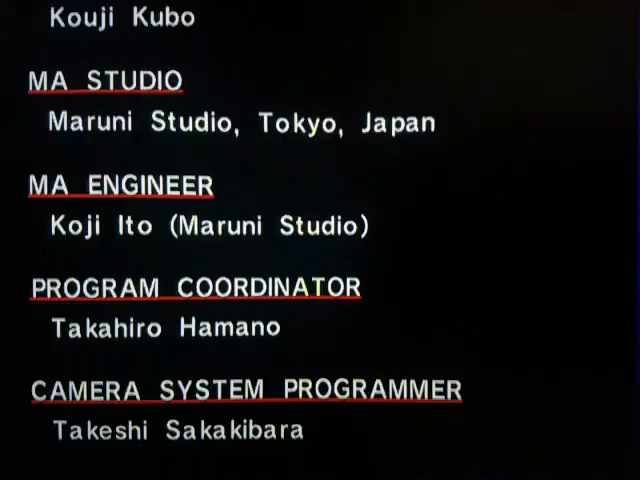 Kouji Kubo
MA STUDIO
Maruni Studio, Tokyo, Japan
MA ENGINEER
Koji Ito (Maruni Studio)
PROGRAM COORDINATOR
Takahiro Hamano
CAMERA SYSTEM PROGRAMMER
Takeshi Sakakibara